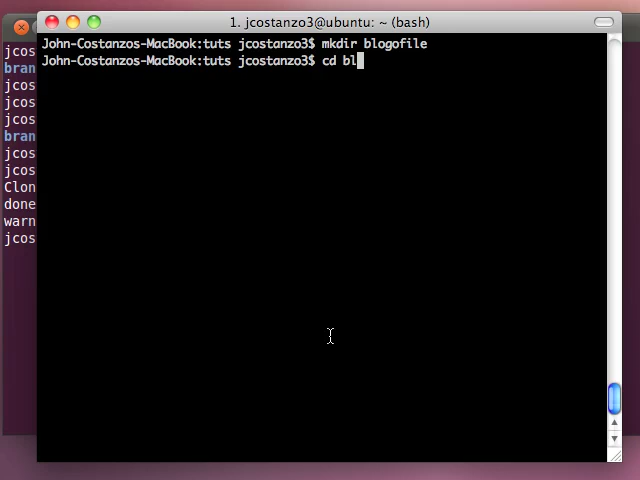 1. jcostanzo3@ubuntu: ~ (bash)
John-Costanzos-MacBook:tuts jcostanzo3$ mkdir blogofile
John-Costanzos-MacBook:tuts jcostanzo3$ cd bl
jcos
bran
jcos
jcos
jcos
bran
jcos
jcos
Clon
done
warn
jcos